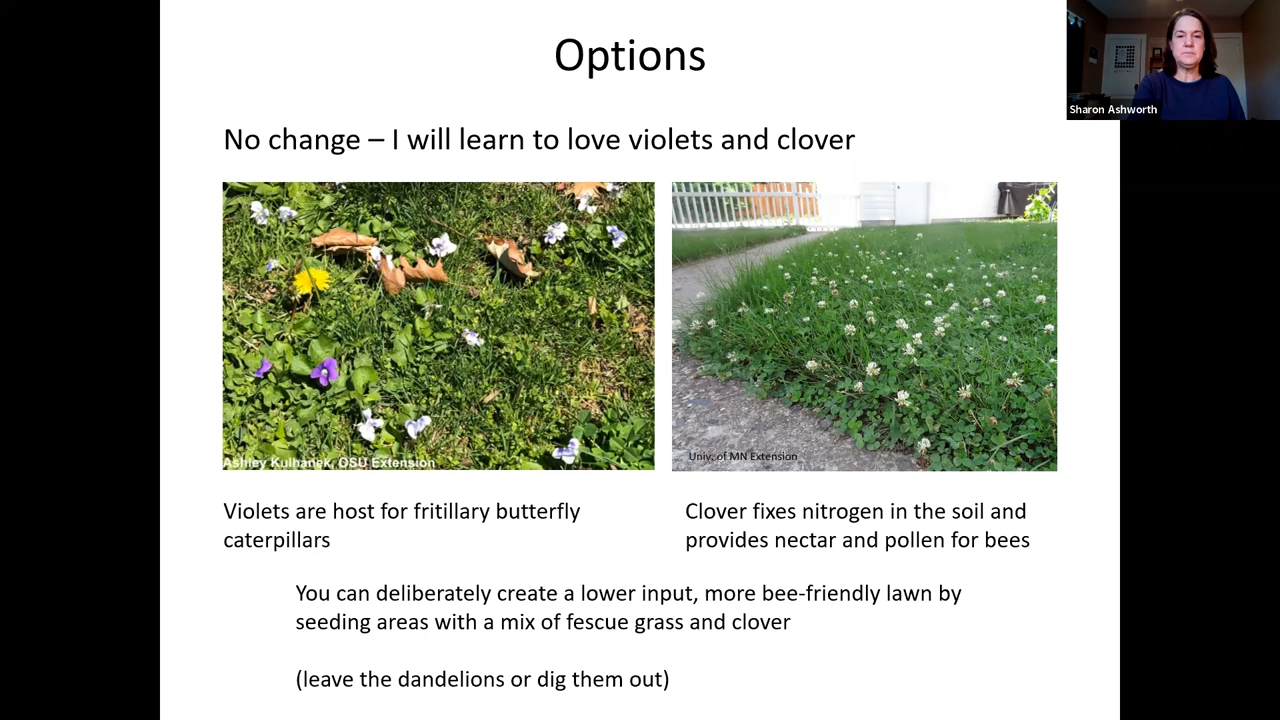 Options
Sharon Ashworth
No change – I will learn to love violets and clover
Ashley Kulhanek, OSU Extension
Univ. of MN Extension
Violets are host for fritillary butterfly
caterpillars
Clover fixes nitrogen in the soil and
provides nectar and pollen for bees
You can deliberately create a lower input, more bee-friendly lawn by
seeding areas with a mix of fescue grass and clover
(leave the dandelions or dig them out)